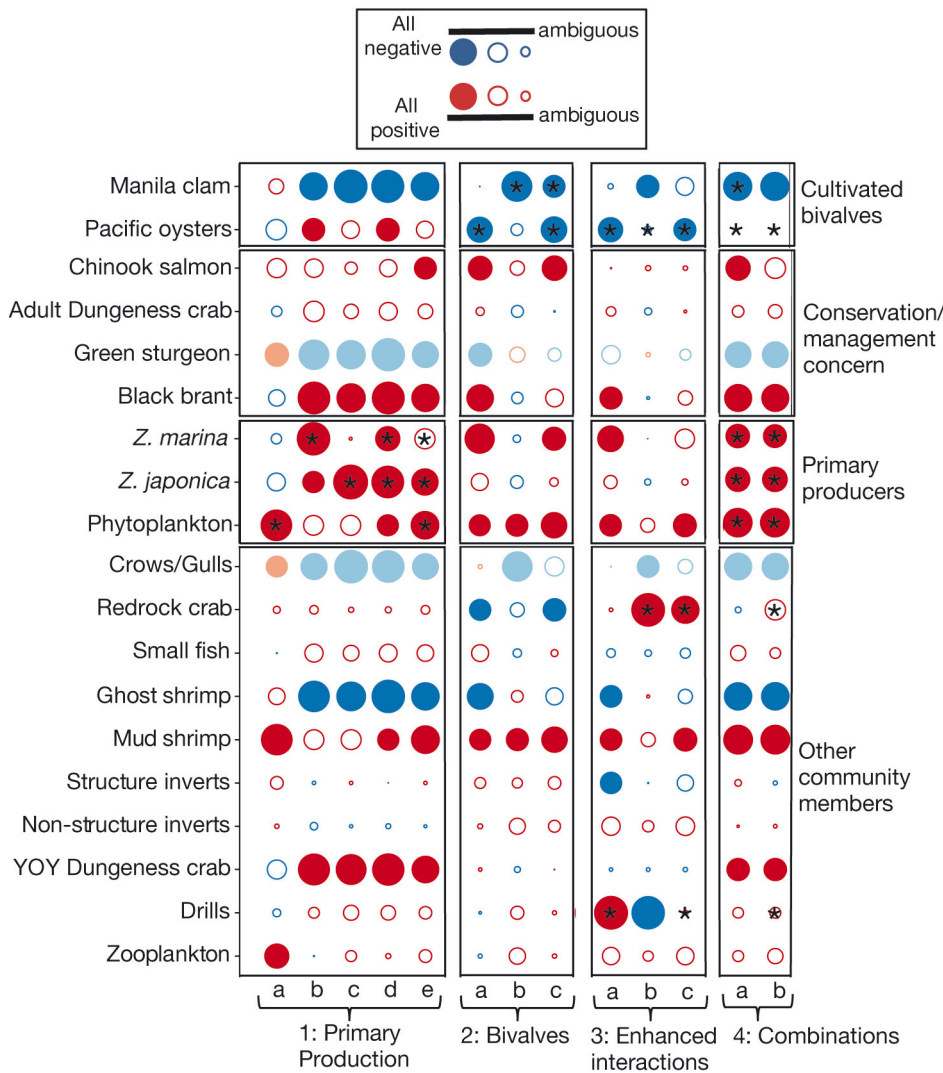 All
negative
ambiguous
All
positive
ambiguous
Manila clam
Pacific oysters
Chinook salmon
Adult Dungeness crab
Green sturgeon
Black brant
Z. marina
Z. japonica
Phytoplankton
Crows/Gulls
Redrock crab
Small fish
Ghost shrimp
Mud shrimp
Structure inverts
Non-structure inverts
YOY Dungeness crab
Drills
Zooplankton
Cultivated
bivalves
Conservation/
management
concern
Primary
producers
Other
community
members
a b c d e a b c a b c a b
1: Primary
Production
2: Bivalves
3: Enhanced
interactions
4: Combinations